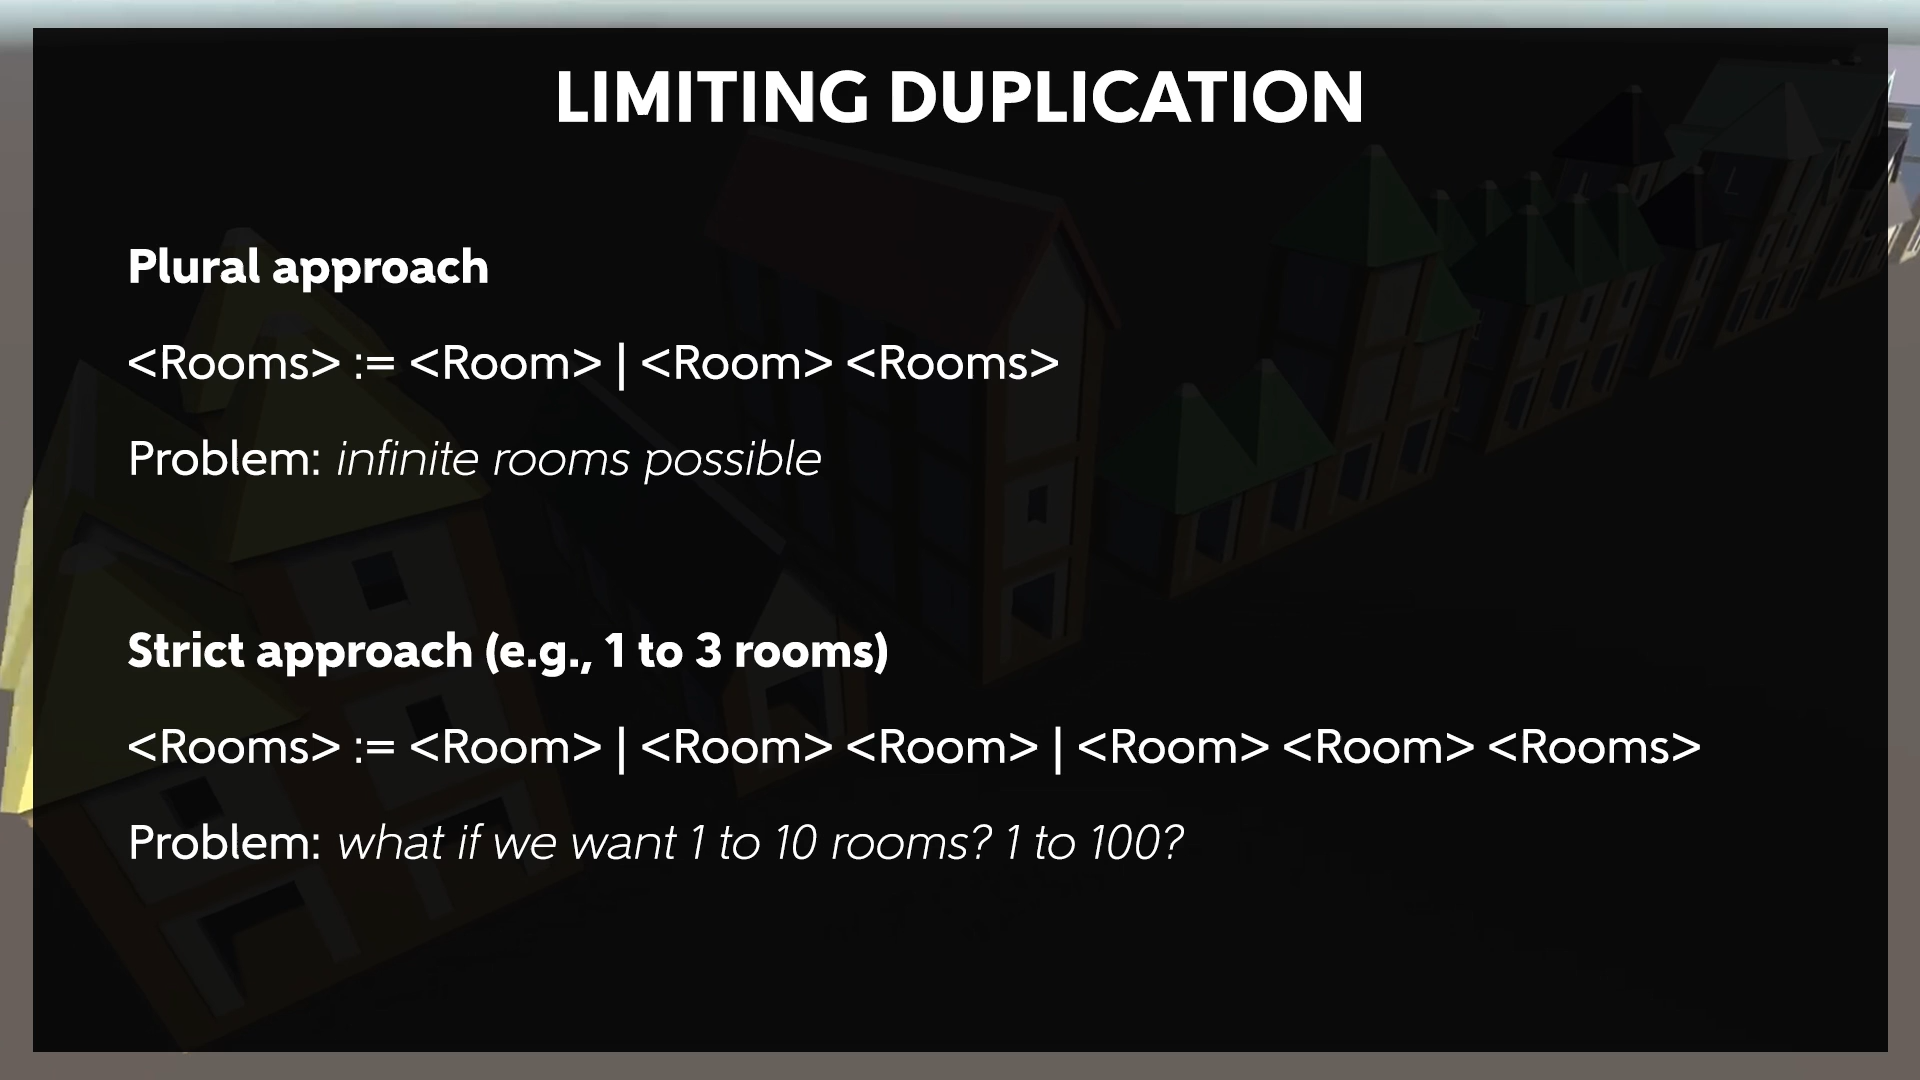 LIMITING DUPLICATION
Plural approach
<Rooms> := <Room> | <Room> <Rooms>
Problem: infinite rooms possible
Strict approach (e.g., 1 to 3 rooms)
<Rooms> := <Room> | <Room> <Room> | <Room> <Room> <Rooms>
Problem: what if we want 1 to 10 rooms? 1 to 100?